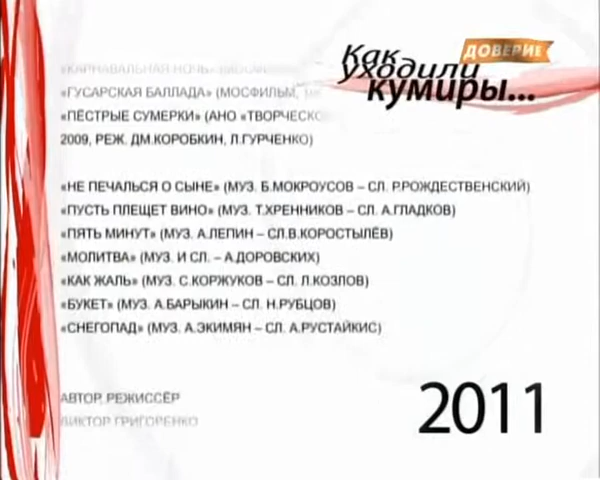 ДОВЕРИЕ
Как
уходили
кумиры...
«КАРНАВАЛЬНАЯ НОЧЬ»
«ГУСАРСКАЯ БАЛЛАДА» (МОСФИЛЬМ,
«ПЁСТРЫЕ СУМЕРКИ» (АНО «ТВОРЧЕСКО
2009, РЕЖ. ДМ.КОРОБКИН, Л.ГУРЧЕНКО)
«НЕ ПЕЧАЛЬСЯ О СЫНЕ» (МУЗ. Б.МОКРОУСОВ – СЛ. Р.РОЖДЕСТВЕНСКИЙ)
«ПУСТЬ ПЛЕЩЕТ ВИНО» (МУЗ. Т.ХРЕННИКОВ – СЛ. А.ГЛАДКОВ)
«ПЯТЬ МИНУТ» (МУЗ. А.ЛЕПИН – СЛ.В.КОРОСТЫЛЁВ)
«МОЛИТВА» (МУЗ. И СЛ. – А.ДОРОВСКИХ)
«КАК ЖАЛЬ» (МУЗ. С.КОРЖУКОВ – СЛ. Л.КОЗЛОВ)
«БУКЕТ» (МУЗ. А.БАРЫКИН – СЛ. Н.РУБЦОВ)
«СНЕГОПАД» (МУЗ. А.ЭКИМЯН – СЛ. А.РУСТАЙКИС)
АВТОР, РЕЖИССЁР
ВИКТОР ГРИГОРЕНКО
2011